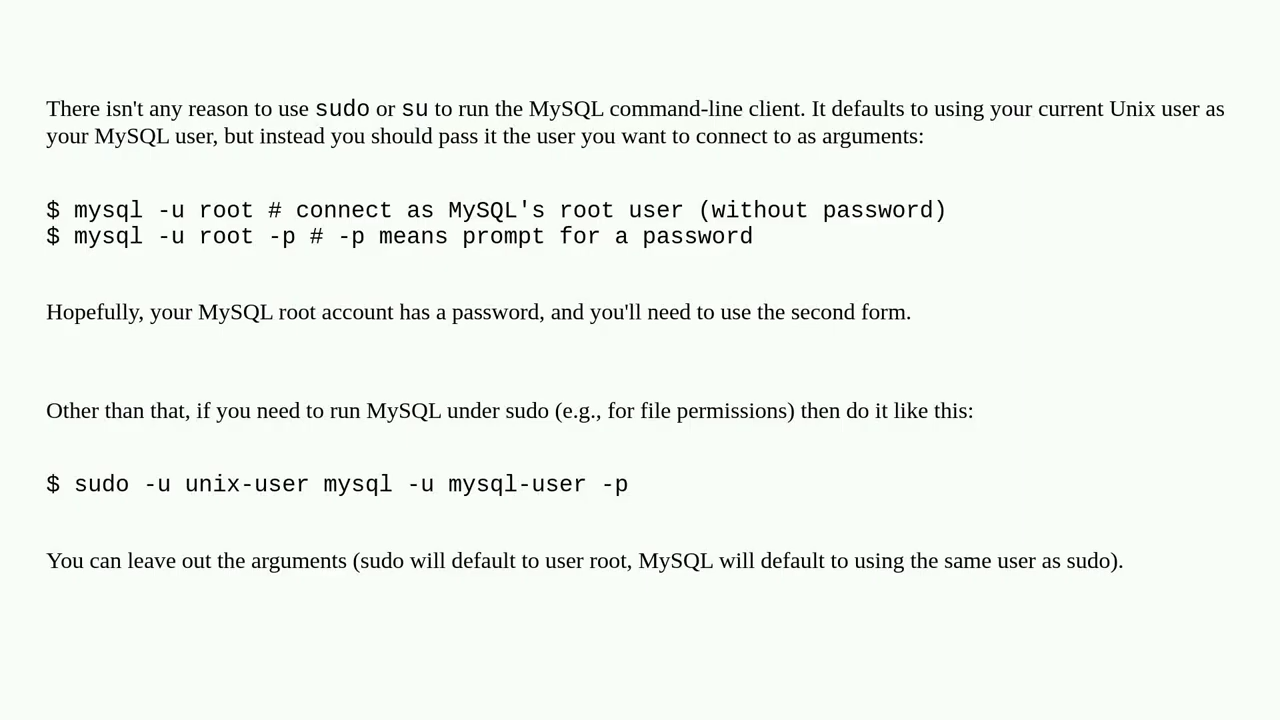 There isn't any reason to use sudo or su to run the MySQL command-line client. It defaults to using your current Unix user as
your MySQL user, but instead you should pass it the user you want to connect to as arguments:
$ mysql -u root # connect as MySQL's root user (without password)
$ mysql -u root -p # -p means prompt for a password
Hopefully, your MySQL root account has a password, and you'll need to use the second form.
Other than that, if you need to run MySQL under sudo (e.g., for file permissions) then do it like this:
$ sudo -u unix-user mysql -u mysql-user -p
You can leave out the arguments (sudo will default to user root, MySQL will default to using the same user as sudo).